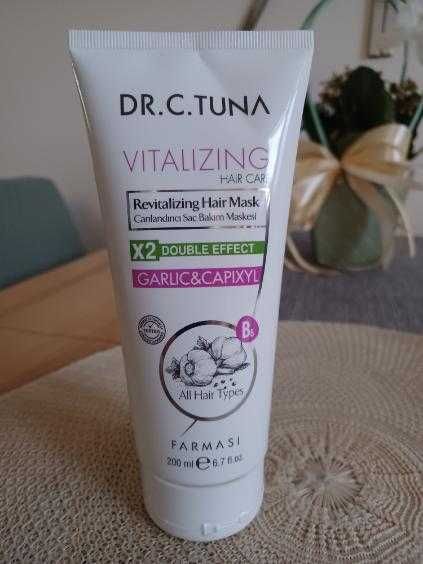 DR.C.TUNA
VITALIZING
HAIR CARE
Revitalizing Hair Mask
Canlandırıcı Saç Bakım Maskesi
X2 DOUBLE EFFECT
GARLIC&CAPIXYL
B5
All Hair Types
FARMASI
200 ml e 6.7 fl.oz.